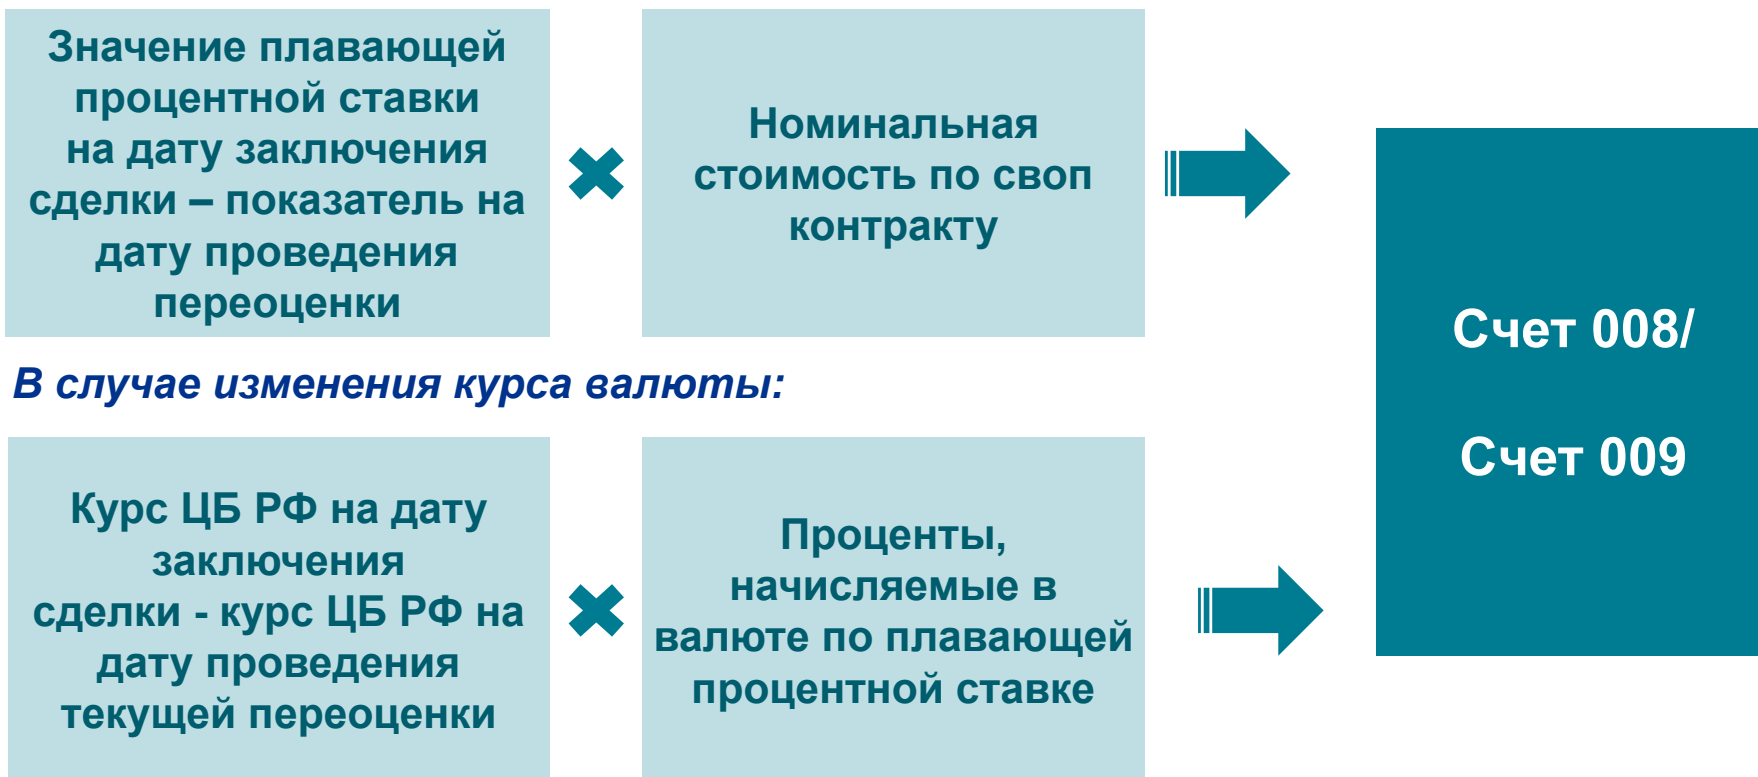 Значение плавающей
процентной ставки
на дату заключения
сделки – показатель на
дату проведения
переоценки
Номинальная
стоимость по своп
контракту
В случае изменения курса валюты:
Курс ЦБ РФ на дату
заключения
сделки - курс ЦБ РФ на
дату проведения
текущей переоценки
Проценты,
начисляемые в
валюте по плавающей
процентной ставке
Счет 008/
Счет 009